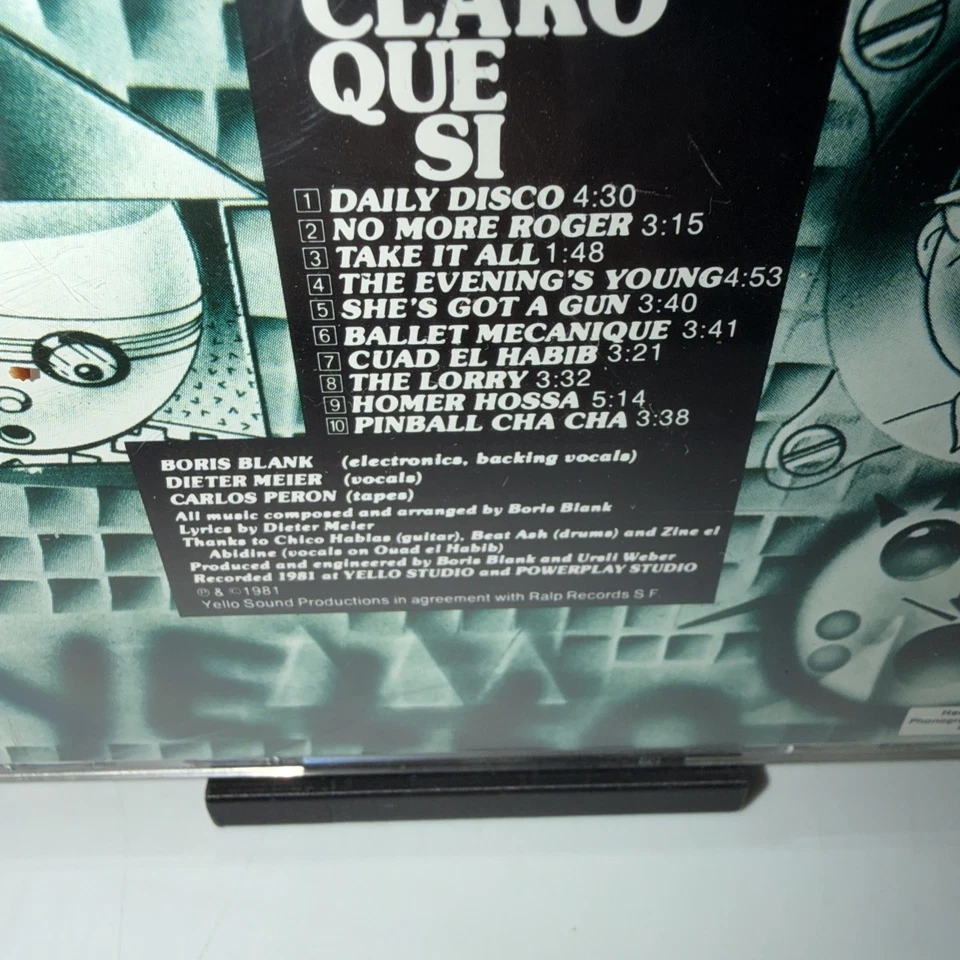 CLARO
QUE
SI
1 DAILY DISCO 4:30
2 NO MORE ROGER 3:15
3 TAKE IT ALL 1:48
4 THE EVENING'S YOUNG 4:53
5 SHE'S GOT A GUN 3:40
6 BALLET MECANIQUE 3:41
7 CUAD EL HABIB 3:21
8 THE LORRY 3:32
9 HOMER HOSSA 5:14
10 PINBALL CHA CHA 3:38
BORIS BLANK (electronics, backing vocals)
DIETER MEIER (vocals)
CARLOS PERON (tapes)
All music composed and arranged by Boris Blank
Lyrics by Dieter Meier
Thanks to Chico Hablas (guitar), Beat Ash (drums) and Zine el
Abidine (vocals on Ouad el Habib)
Produced and engineered by Boris Blank and Ursli Weber
Recorded 1981 at YELLO STUDIO and POWERPLAY STUDIO
℗ & © 1981
Yello Sound Productions in agreement with Ralp Records S.F.